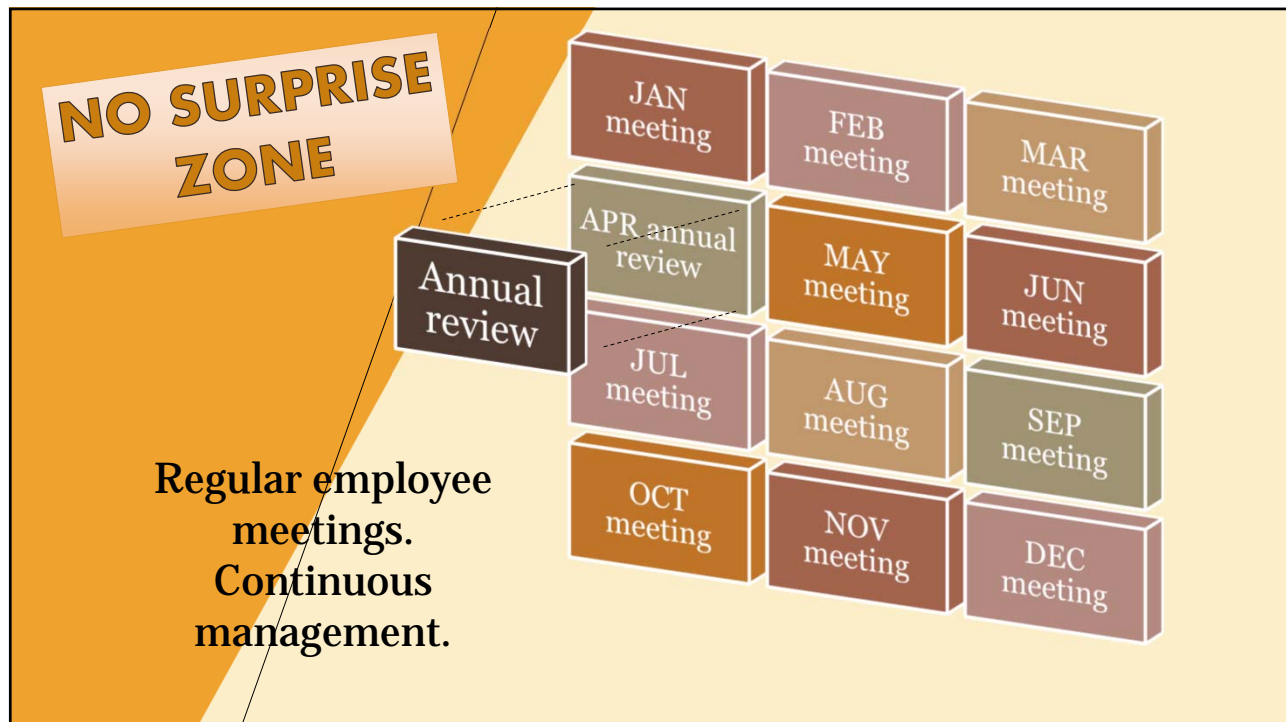 NO SURPRISE
ZONE
JAN
meeting
FEB
meeting
MAR
meeting
APR annual
review
MAY
meeting
JUN
meeting
Annual
review
JUL
meeting
AUG
meeting
SEP
meeting
OCT
meeting
NOV
meeting
DEC
meeting
Regular employee
meetings.
Continuous
management.